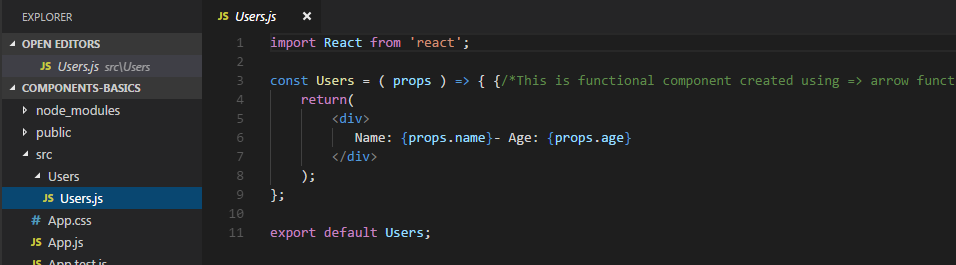 EXPLORER
OPEN EDITORS
JS Users.js src\Users
COMPONENTS-BASICS
node_modules
public
src
Users
JS Users.js
# App.css
JS App.js
JS App.test.js
JS Users.js ×
1 import React from 'react';
2
3 const Users = ( props ) => { {/*This is functional component created using => arrow funct
4 return(
5 <div>
6 Name: {props.name}- Age: {props.age}
7 </div>
8 );
9 };
10
11 export default Users;